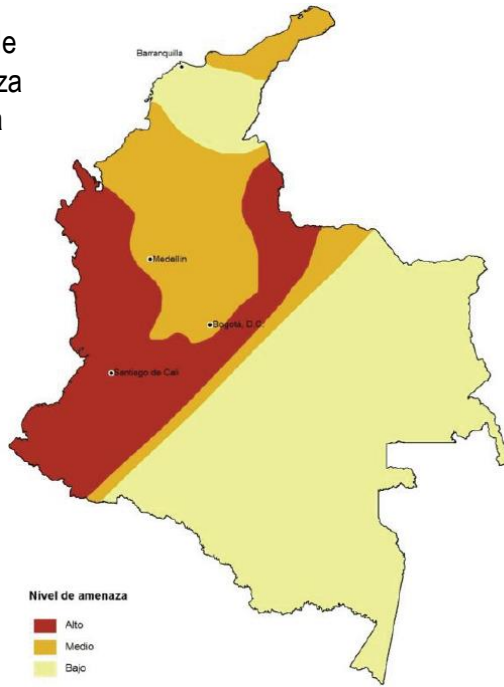 e
za
a
Barranquilla
Medellín
Bogotá, D.C.
Santiago de Cali
Nivel de amenaza
Alto
Medio
Bajo